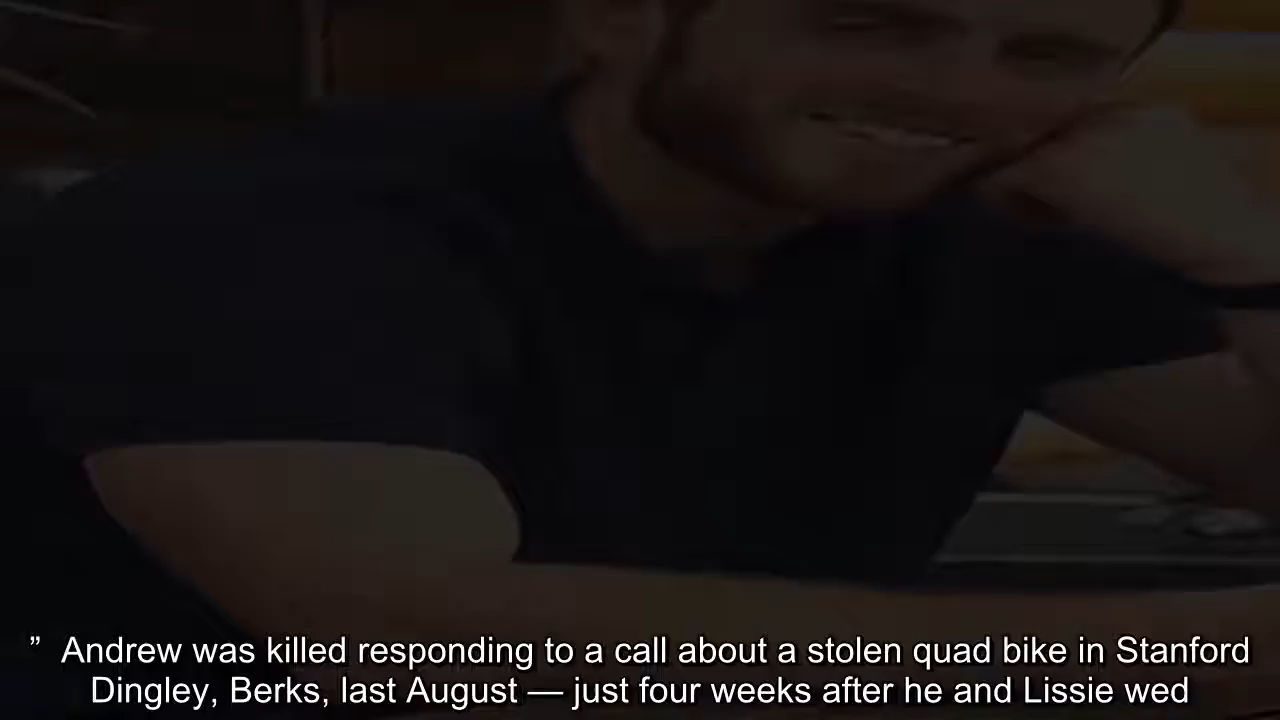 ”  Andrew was killed responding to a call about a stolen quad bike in Stanford
Dingley, Berks, last August — just four weeks after he and Lissie wed